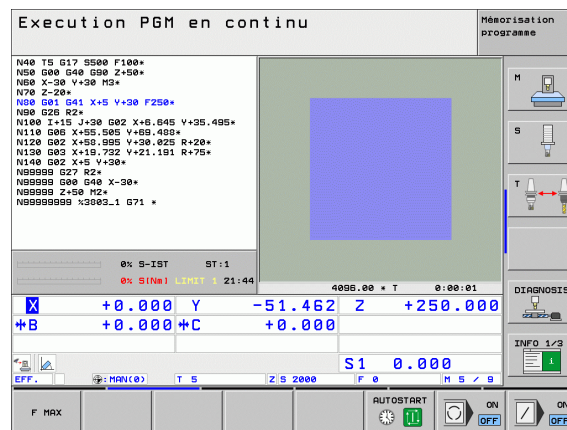 Execution PGM en continu
Mémorisation
programme
N40 T5 G17 S500 F100*
N50 G00 G40 G90 Z+50*
N60 X-30 Y+30 M3*
N70 Z-20*
N80 G01 G41 X+5 Y+30 F250*
N90 G26 R2*
N100 I+15 J+30 G02 X+6.645 Y+35.495*
N110 G06 X+55.505 Y+69.488*
N120 G02 X+58.995 Y+30.025 R+20*
N130 G03 X+19.732 Y+21.191 R+75*
N140 G02 X+5 Y+30*
N99999 G27 R2*
N99999 G00 G40 X-30*
N99999 Z+50 M2*
N99999999 %3803_1 G71 *
M
S
T
0% S-IST ST:1
0% S[Nm] LIMIT 1 21:44
4096.00 * T 0:00:01
X +0.000 Y -51.462 Z +250.000
B +0.000 C +0.000
S1 0.000
EFF. MAN(0) T 5 Z S 2000 F 0 M 5 / 9
DIAGNOSIS
INFO 1/3
i
F MAX
AUTOSTART
ON
OFF
ON
OFF